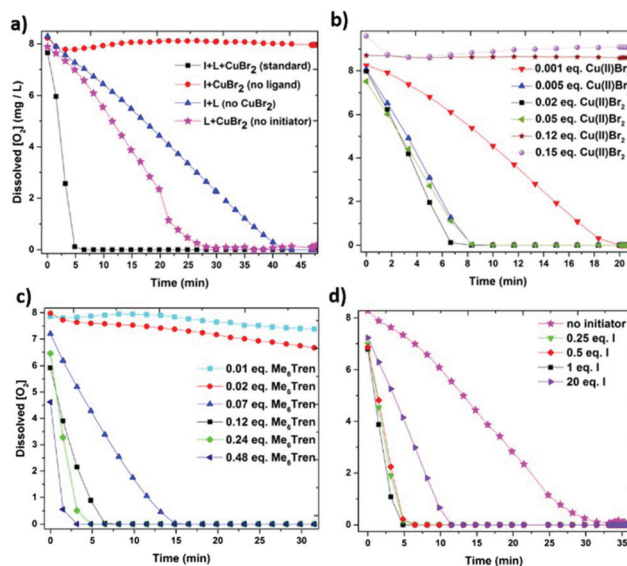 a)
Dissolved [O2] (mg / L)
8
6
4
2
0
I+L+CuBr2 (standard)
I+CuBr2 (no ligand)
I+L (no CuBr2)
L+CuBr2 (no initiator)
0 5 10 15 20 25 30 35 40 45
Time (min)
b)
8
6
4
2
0
0.001 eq. Cu(II)Br2
0.005 eq. Cu(II)Br2
0.02 eq. Cu(II)Br2
0.05 eq. Cu(II)Br2
0.12 eq. Cu(II)Br2
0.15 eq. Cu(II)Br2
0 2 4 6 8 10 12 14 16 18 20
Time (min)
c)
Dissolved [O2]
8
7
6
5
4
3
2
1
0
0.01 eq. Me6Tren
0.02 eq. Me6Tren
0.07 eq. Me6Tren
0.12 eq. Me6Tren
0.24 eq. Me6Tren
0.48 eq. Me6Tren
0 5 10 15 20 25 30
Time (min)
d)
8
7
6
5
4
3
2
1
0
no initiator
0.25 eq. I
0.5 eq. I
1 eq. I
20 eq. I
0 5 10 15 20 25 30 35
Time (min)